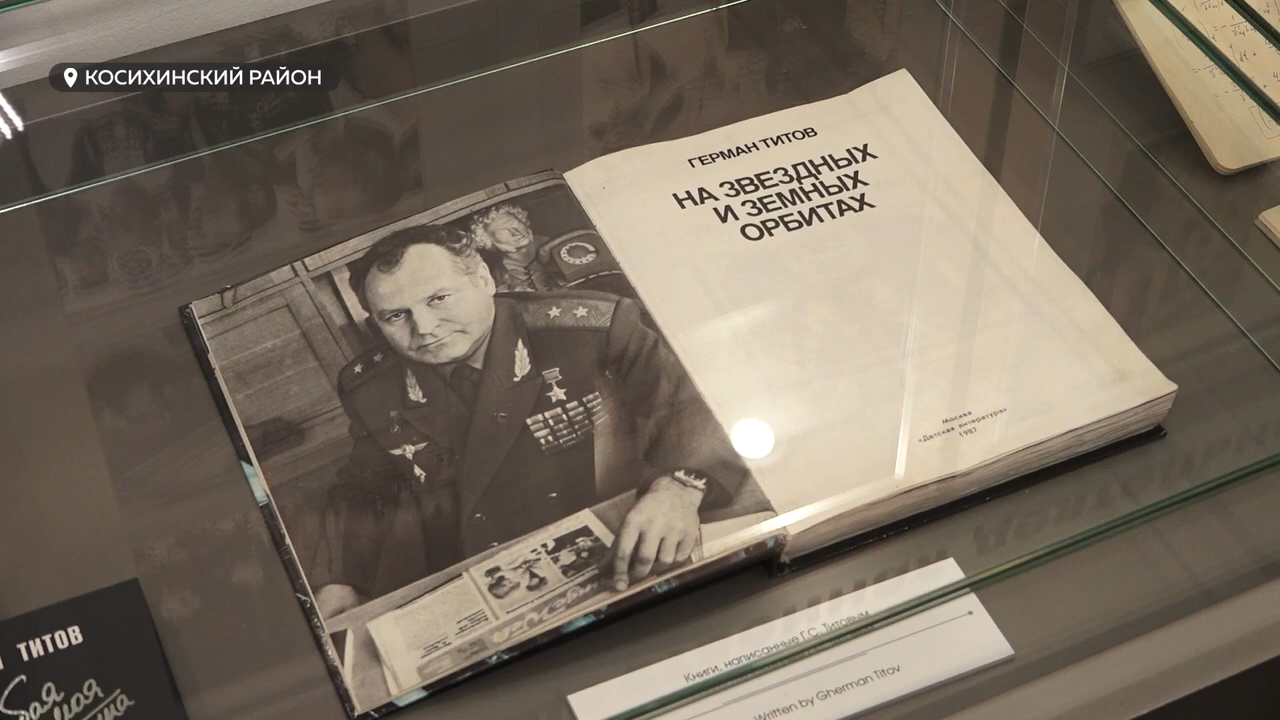 КОСИХИНСКИЙ РАЙОН
ГЕРМАН ТИТОВ
НА ЗВЕЗДНЫХ
И ЗЕМНЫХ
ОРБИТАХ
Москва
«Детская литература»
1987
Книги, написанные Г.С. Титовым
Written by Gherman Titov
ТИТОВ